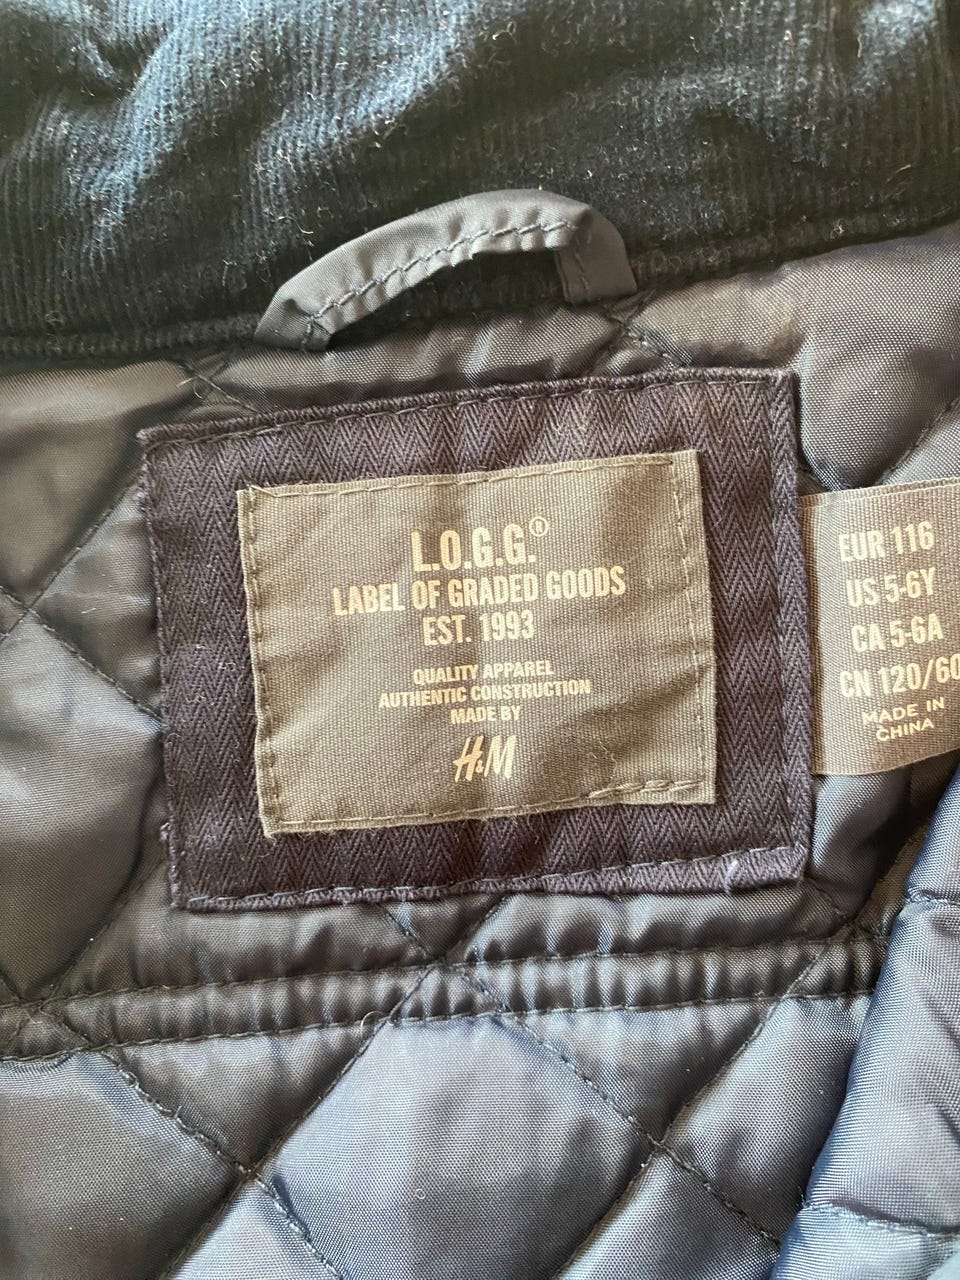 L.O.G.G.®
LABEL OF GRADED GOODS
EST. 1993
QUALITY APPAREL
AUTHENTIC CONSTRUCTION
MADE BY
H&M
EUR 116
US 5-6Y
CA 5-6A
CN 120/60
MADE IN
CHINA